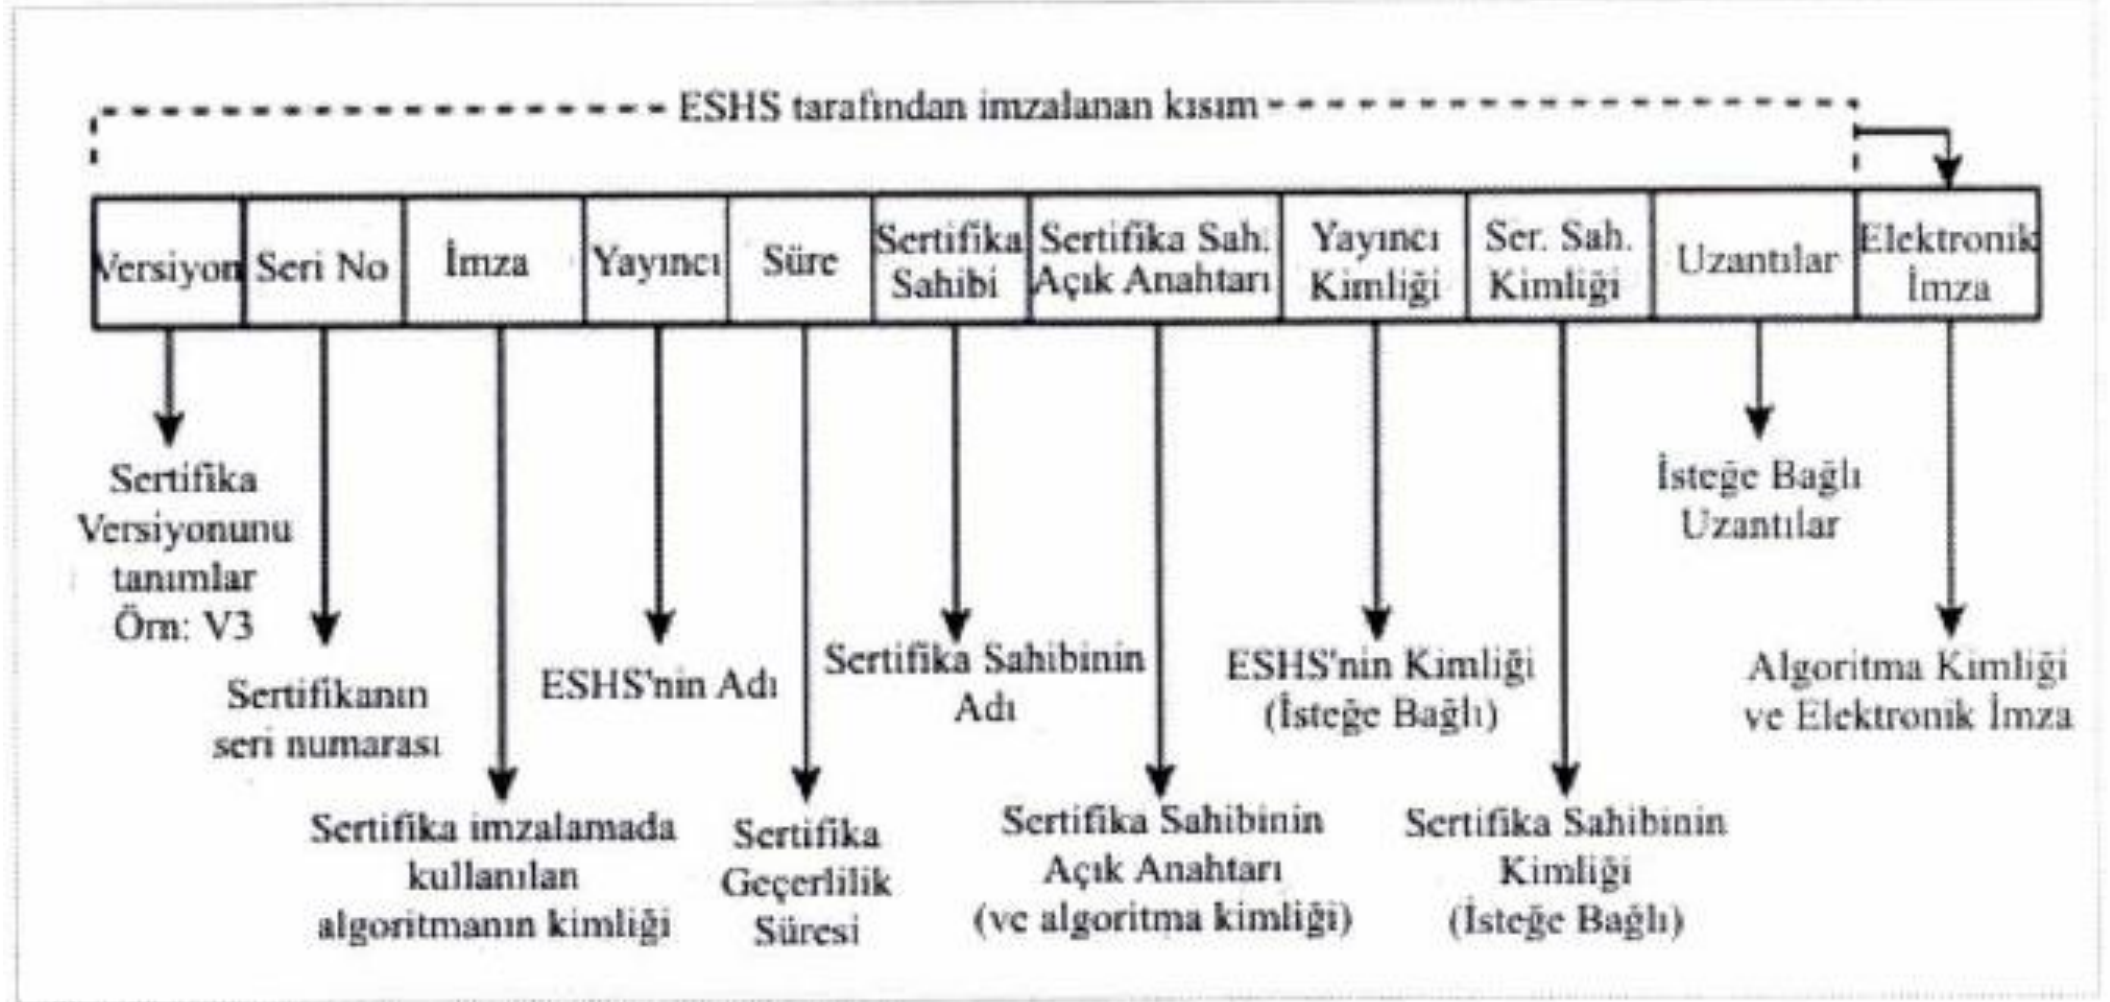 ESHS tarafından imzalanan kısım
Versiyon
Seri No
İmza
Yayıncı
Süre
Sertifika
Sahibi
Sertifika Sah.
Açık Anahtarı
Yayıncı
Kimliği
Ser. Sah.
Kimliği
Uzantılar
Elektronik
İmza
Sertifika
Versiyonunu
tanımlar
Örn: V3
Sertifikanın
seri numarası
Sertifika imzalamada
kullanılan
algoritmanın kimliği
ESHS'nin Adı
Sertifika
Geçerlilik
Süresi
Sertifika Sahibinin
Adı
Sertifika Sahibinin
Açık Anahtarı
(ve algoritma kimliği)
ESHS'nin Kimliği
(İsteğe Bağlı)
Sertifika Sahibinin
Kimliği
(İsteğe Bağlı)
İsteğe Bağlı
Uzantılar
Algoritma Kimliği
ve Elektronik İmza